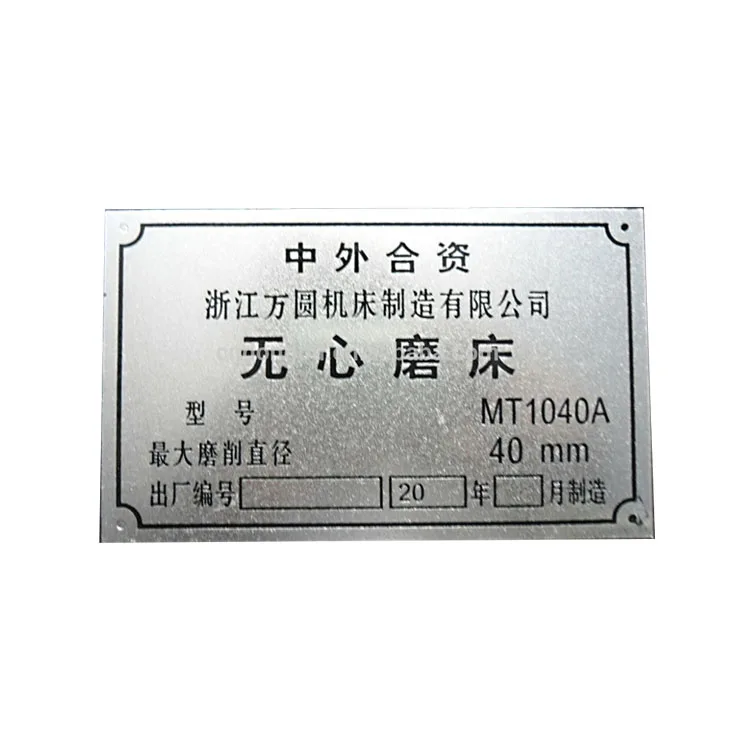 中外合资
浙江万圆机床制造有限公司
无心磨床
型号 MT1040A
最大磨削直径 40 mm
出厂编号 20 年 月制造